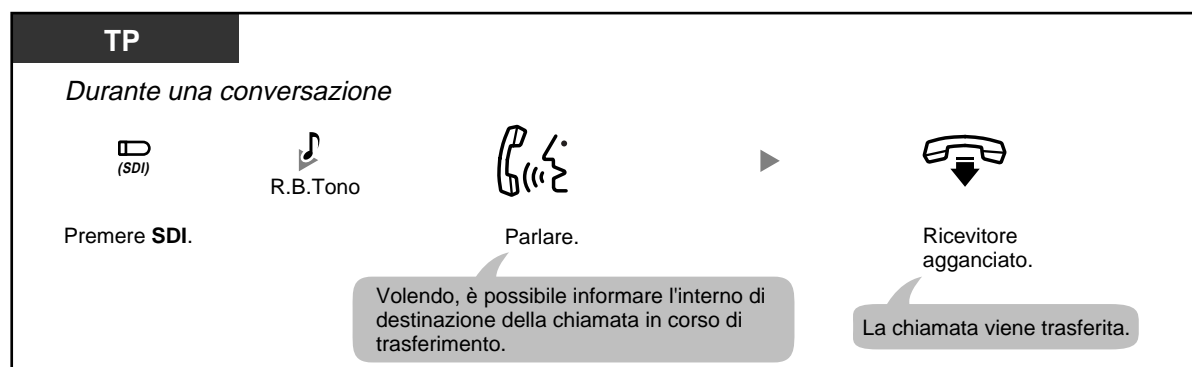 TP
Durante una conversazione
(SDI)
R.B.Tono
Premere SDI.
Parlare.
Ricevitore
agganciato.
Volendo, è possibile informare l'interno di
destinazione della chiamata in corso di
trasferimento.
La chiamata viene trasferita.